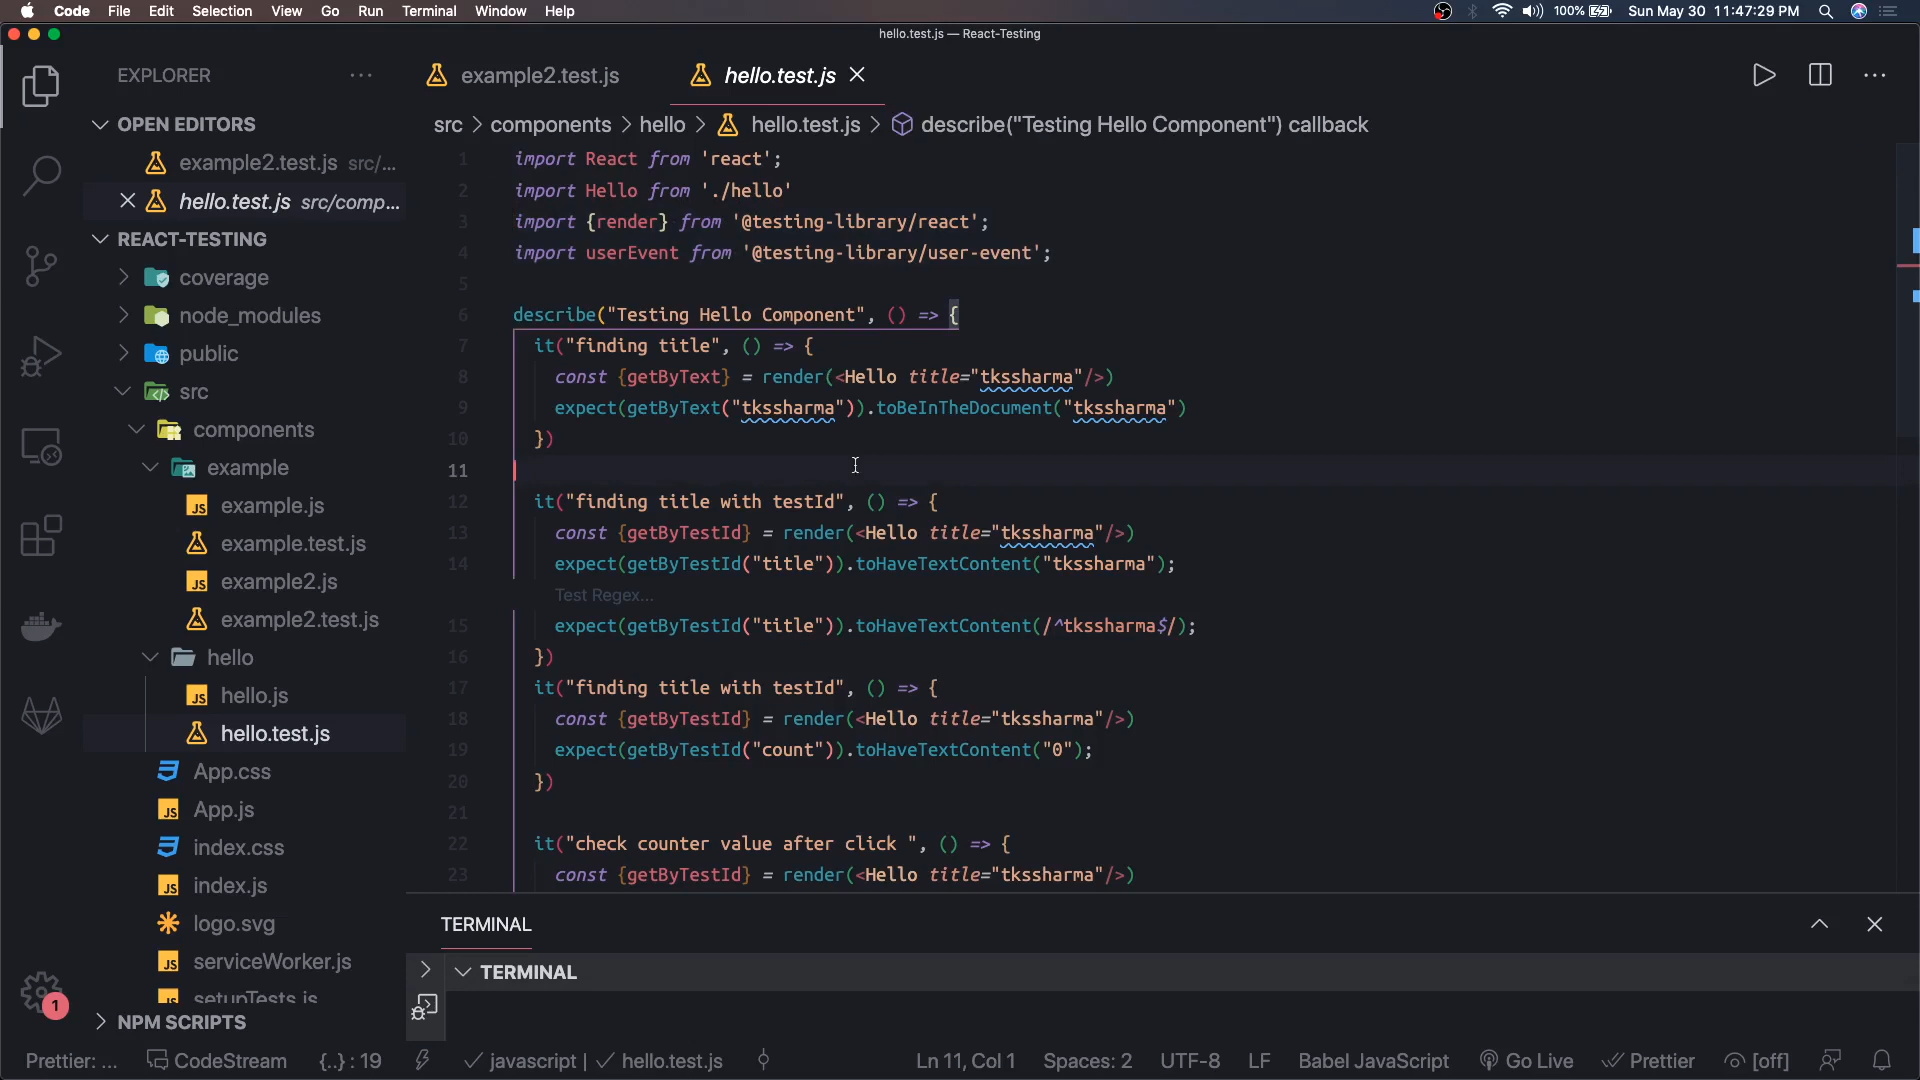 Code File Edit Selection View Go Run Terminal Window Help 100% Sun May 30 11:47:29 PM
hello.test.js — React-Testing
EXPLORER
example2.test.js
hello.test.js
OPEN EDITORS
src > components > hello > hello.test.js > describe("Testing Hello Component") callback
example2.test.js src/...
hello.test.js src/comp...
REACT-TESTING
coverage
node_modules
public
src
components
example
example.js
example.test.js
example2.js
example2.test.js
hello
hello.js
hello.test.js
App.css
App.js
index.css
index.js
logo.svg
serviceWorker.js
setupTests.js
NPM SCRIPTS
1
1 import React from 'react';
2 import Hello from './hello'
3 import {render} from '@testing-library/react';
4 import userEvent from '@testing-library/user-event';
5
6 describe("Testing Hello Component", () => {
7 it("finding title", () => {
8 const {getByText} = render(<Hello title="tkssharma"/>)
9 expect(getByText("tkssharma")).toBeInTheDocument("tkssharma")
10 })
11
12 it("finding title with testId", () => {
13 const {getByTestId} = render(<Hello title="tkssharma"/>)
14 expect(getByTestId("title")).toHaveTextContent("tkssharma");
Test Regex...
15 expect(getByTestId("title")).toHaveTextContent(/^tkssharma$/);
16 })
17 it("finding title with testId", () => {
18 const {getByTestId} = render(<Hello title="tkssharma"/>)
19 expect(getByTestId("count")).toHaveTextContent("0");
20 })
21
22 it("check counter value after click ", () => {
23 const {getByTestId} = render(<Hello title="tkssharma"/>)
TERMINAL
TERMINAL
Prettier: ... CodeStream {..} : 19 javascript | hello.test.js Ln 11, Col 1 Spaces: 2 UTF-8 LF Babel JavaScript Go Live Prettier [off]